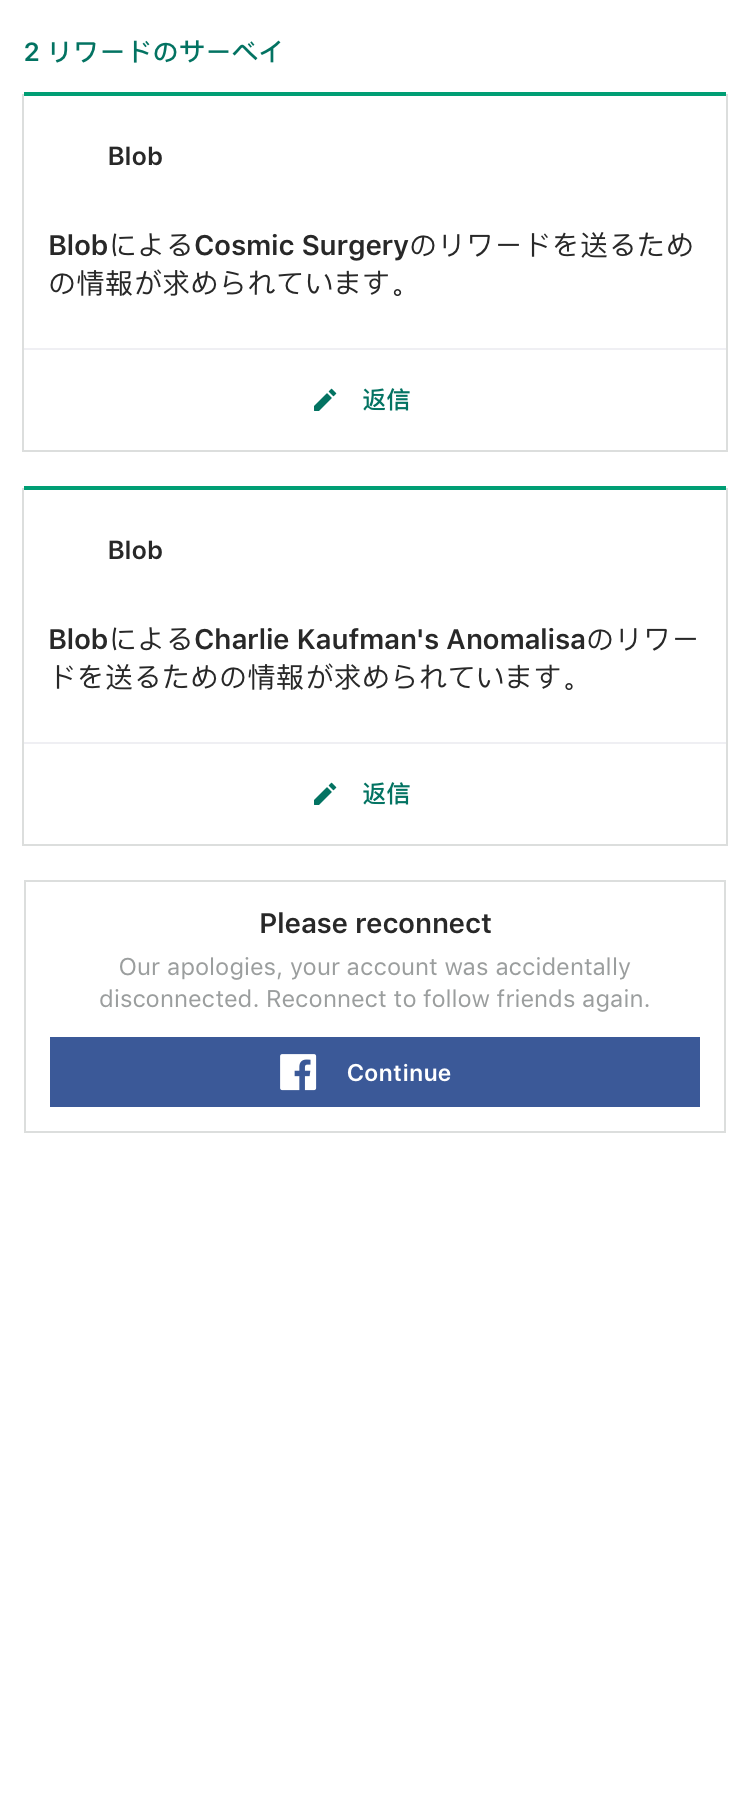 2 リワードのサーベイ
Blob
BlobによるCosmic Surgeryのリワードを送るため
の情報が求められています。
返信
Blob
BlobによるCharlie Kaufman's Anomalisaのリワー
ドを送るための情報が求められています。
返信
Please reconnect
Our apologies, your account was accidentally
disconnected. Reconnect to follow friends again.
Continue